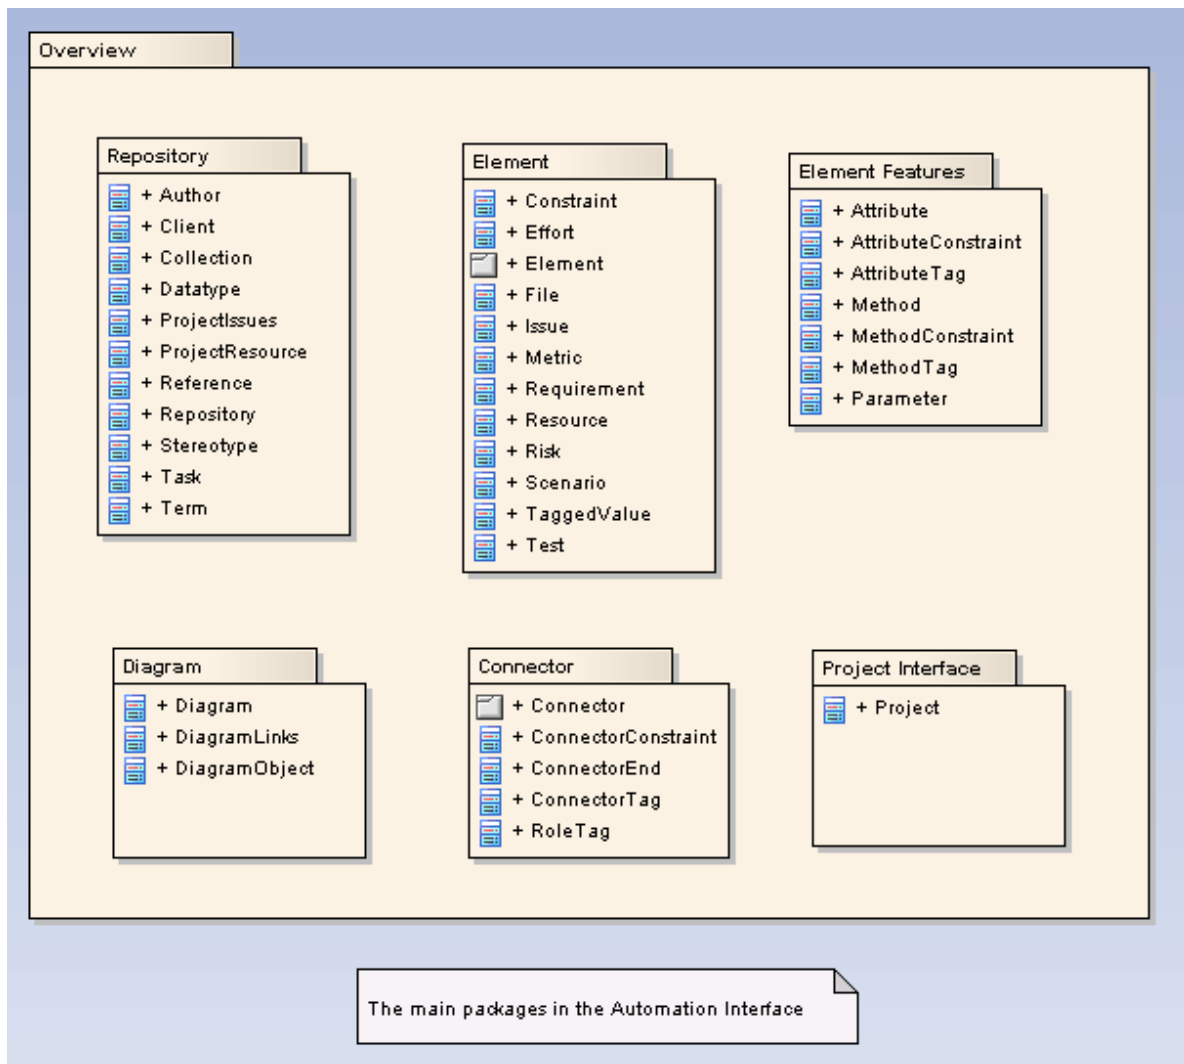 Overview
Repository
+ Author
+ Client
+ Collection
+ Datatype
+ ProjectIssues
+ ProjectResource
+ Reference
+ Repository
+ Stereotype
+ Task
+ Term
Element
+ Constraint
+ Effort
+ Element
+ File
+ Issue
+ Metric
+ Requirement
+ Resource
+ Risk
+ Scenario
+ TaggedValue
+ Test
Element Features
+ Attribute
+ AttributeConstraint
+ AttributeTag
+ Method
+ MethodConstraint
+ MethodTag
+ Parameter
Diagram
+ Diagram
+ DiagramLinks
+ DiagramObject
Connector
+ Connector
+ ConnectorConstraint
+ ConnectorEnd
+ ConnectorTag
+ RoleTag
Project Interface
+ Project
The main packages in the Automation Interface